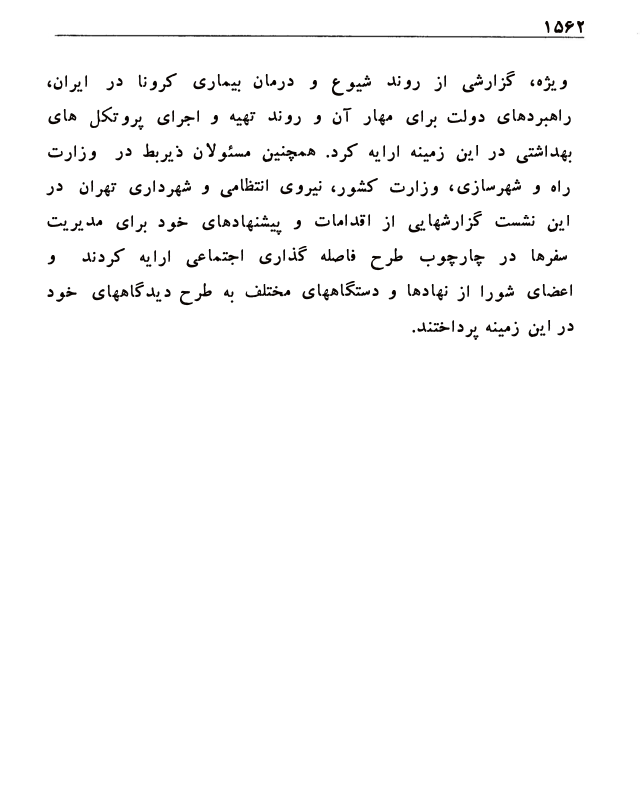 ۱۵۶۲
ویژه، گزارشی از روند شیوع و درمان بیماری کرونا در ایران،
راهبردهای دولت برای مهار آن و روند تهیه و اجرای پروتکل های
بهداشتی در این زمینه ارایه کرد. همچنین مسئولان ذیربط در وزارت
راه و شهرسازی، وزارت کشور، نیروی انتظامی و شهرداری تهران در
این نشست گزارشهایی از اقدامات و پیشنهادهای خود برای مدیریت
سفرها در چارچوب طرح فاصله گذاری اجتماعی ارایه کردند و
اعضای شورا از نهادها و دستگاههای مختلف به طرح دیدگاههای خود
در این زمینه پرداختند.